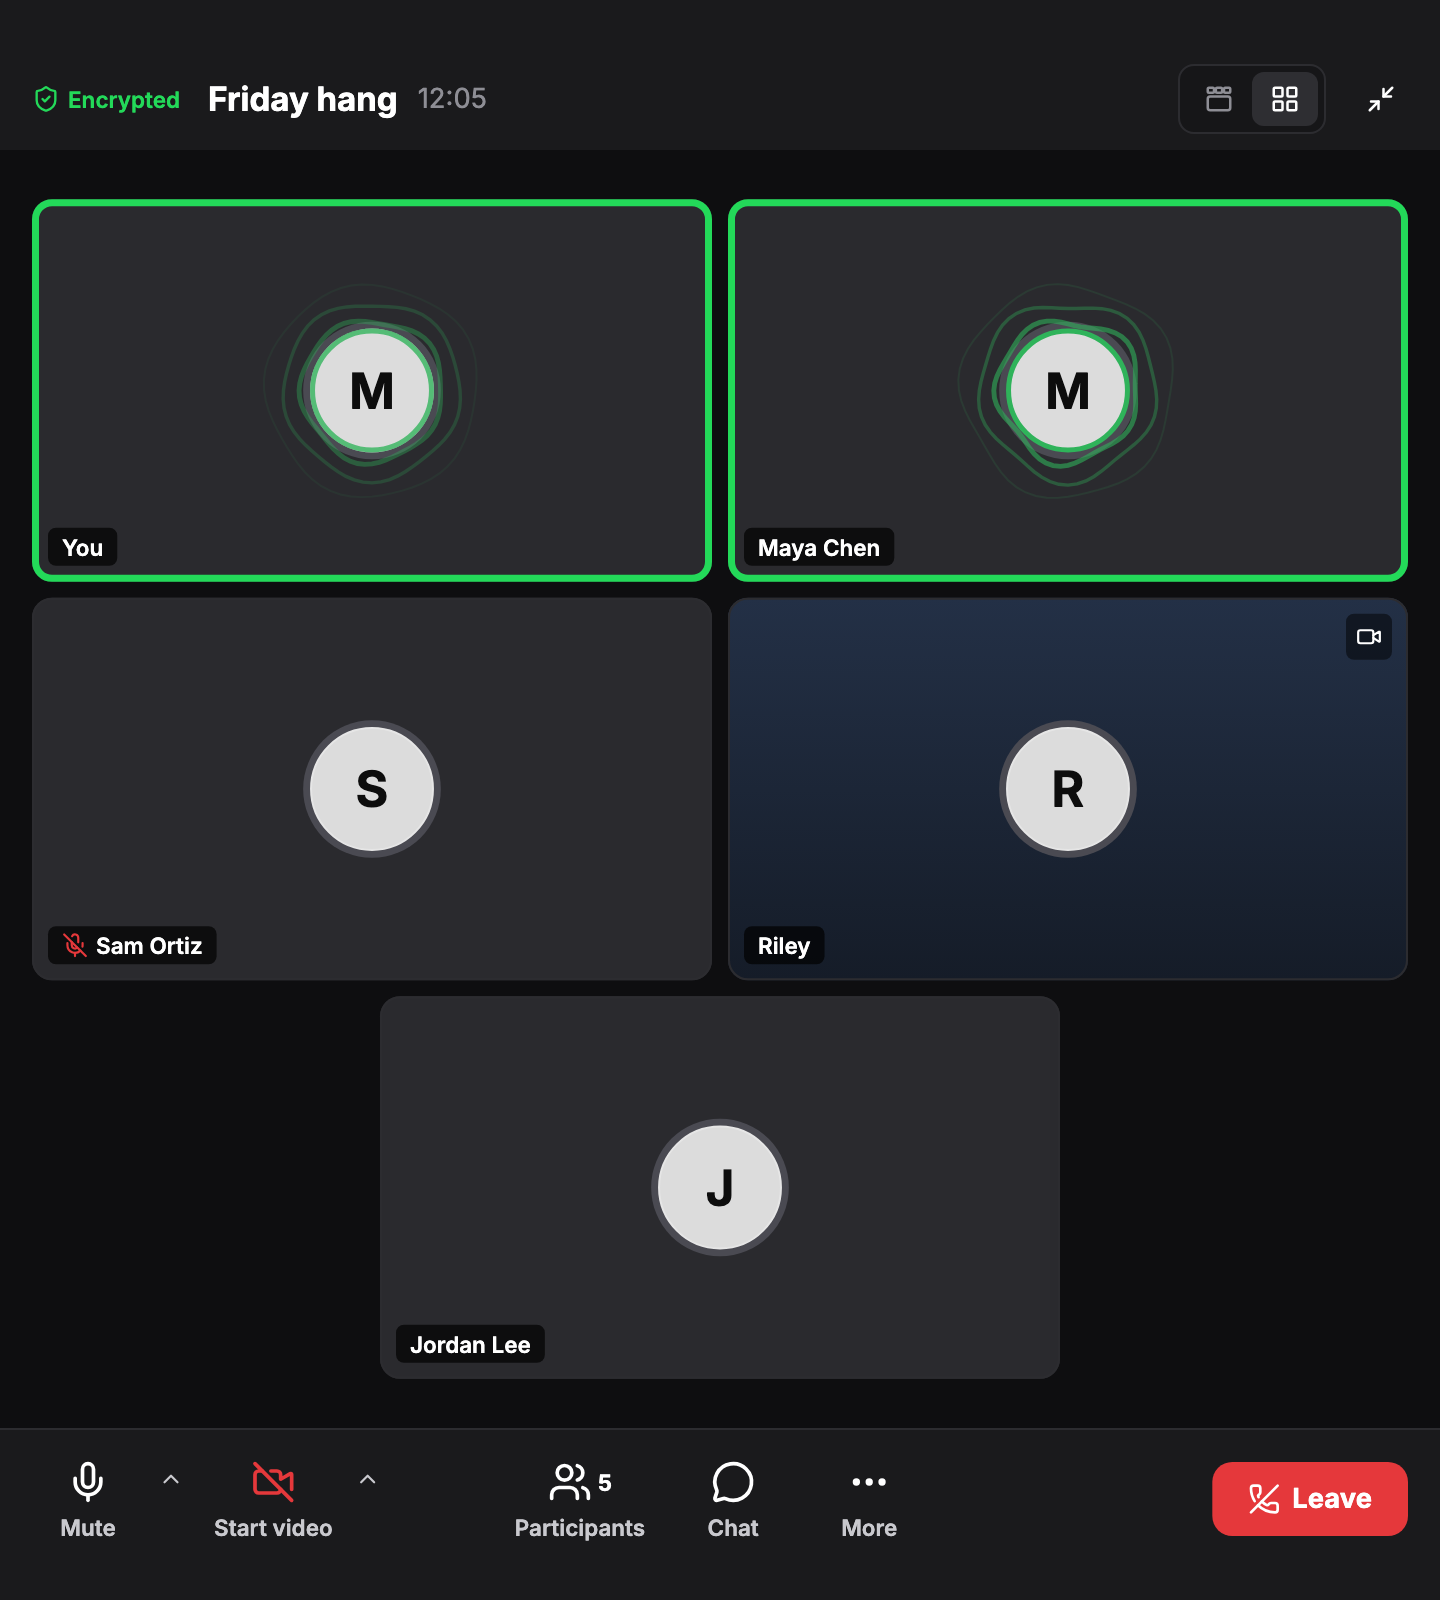 Encrypted Friday hang 12:05
M
M
You
Maya Chen
S
R
Sam Ortiz
Riley
J
Jordan Lee
5
Mute
Start video
Participants
Chat
More
Leave